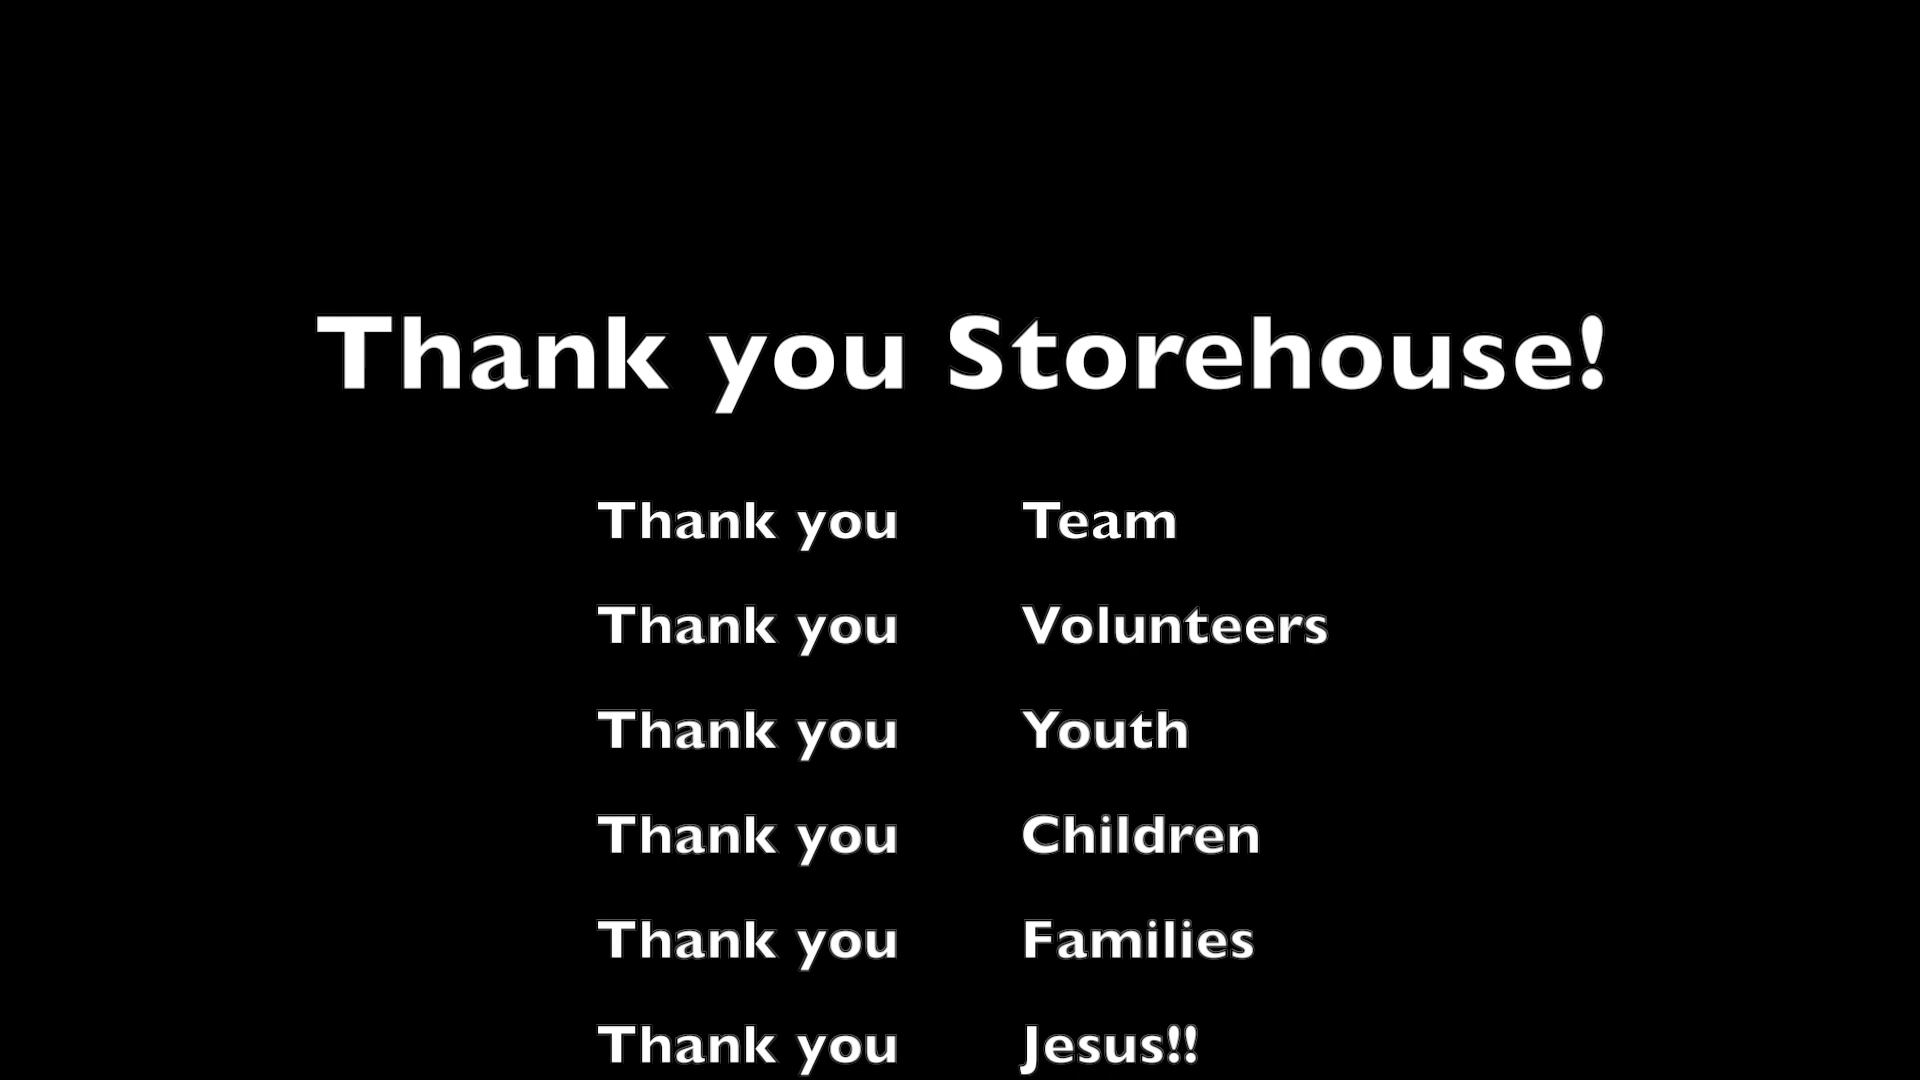 Thank you Storehouse!
Thank you Team
Thank you Volunteers
Thank you Youth
Thank you Children
Thank you Families
Thank you Jesus!!